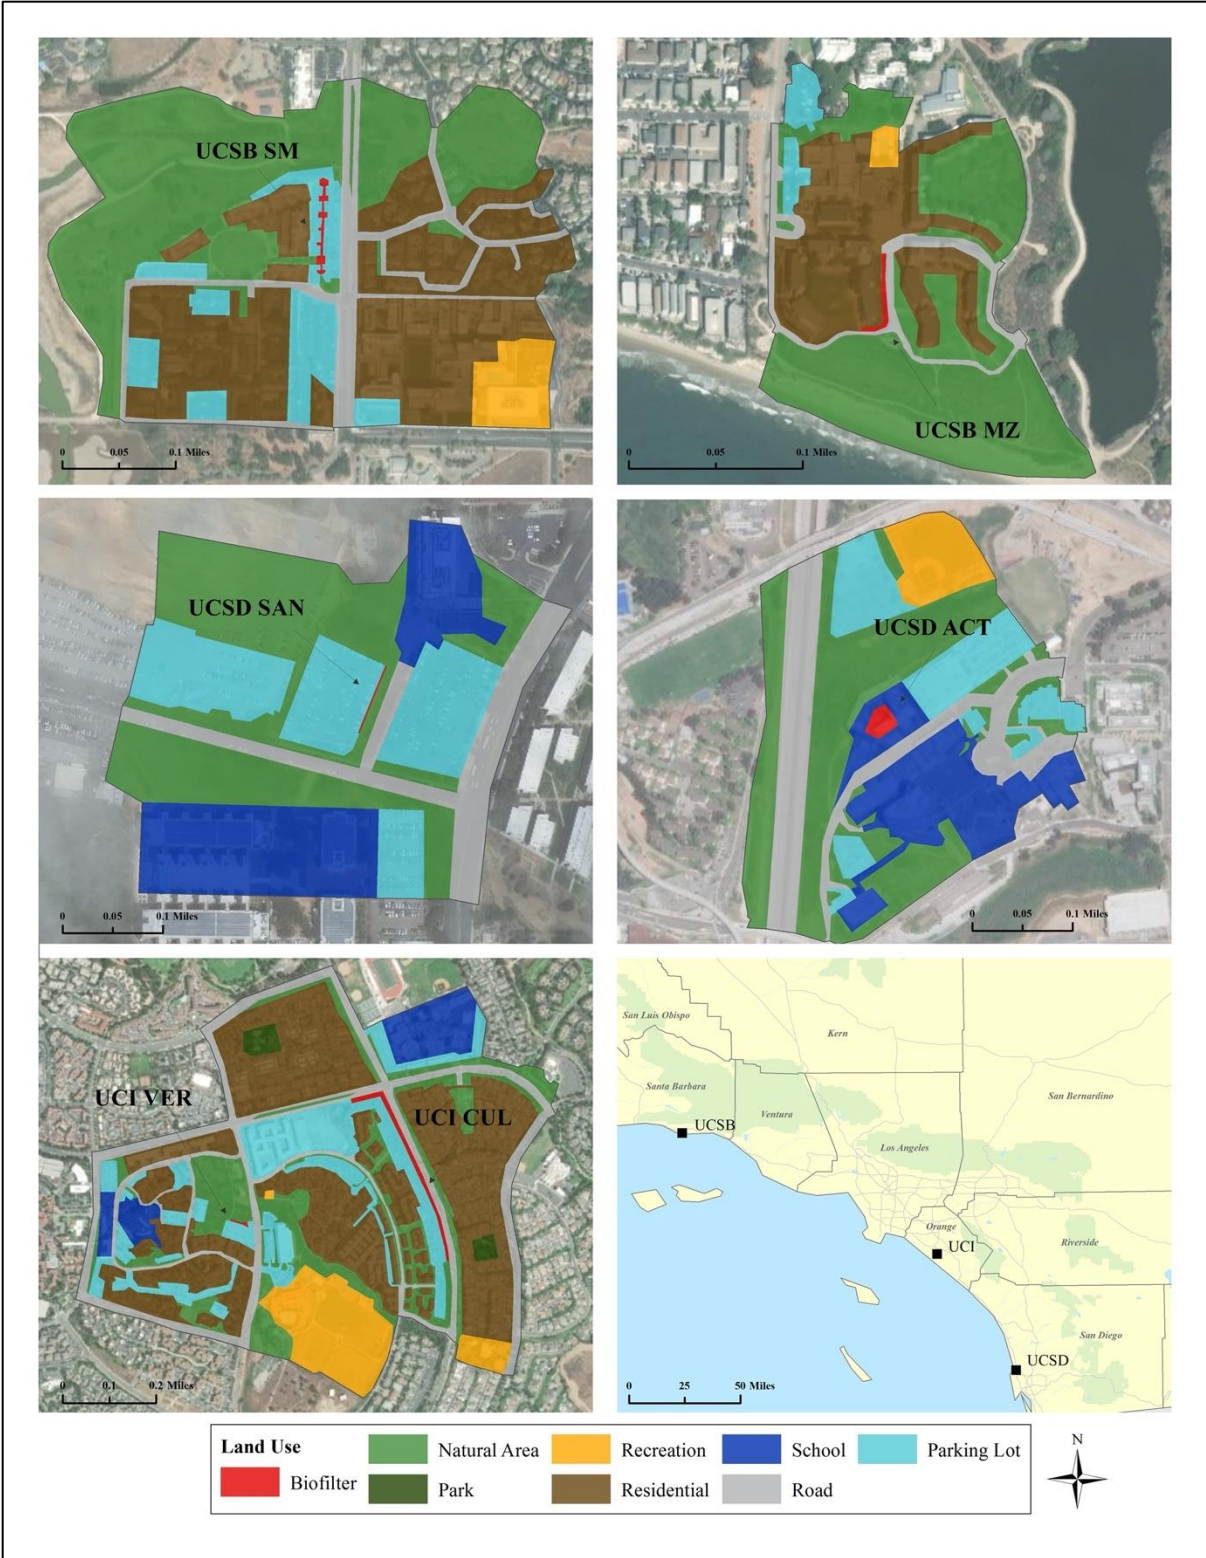 UCSB SM
0 0.05 0.1 Miles
UCSB MZ
0 0.05 0.1 Miles
UCSD SAN
0 0.05 0.1 Miles
UCSD ACT
0 0.05 0.1 Miles
UCI VER
UCI CUL
0 0.1 0.2 Miles
San Luis Obispo
Kern
Santa Barbara
Ventura
San Bernardino
UCSB
Los Angeles
Orange
UCI
Riverside
San Diego
UCSD
0 25 50 Miles
Land Use
Biofilter
Natural Area
Park
Recreation
Residential
School
Road
Parking Lot
N